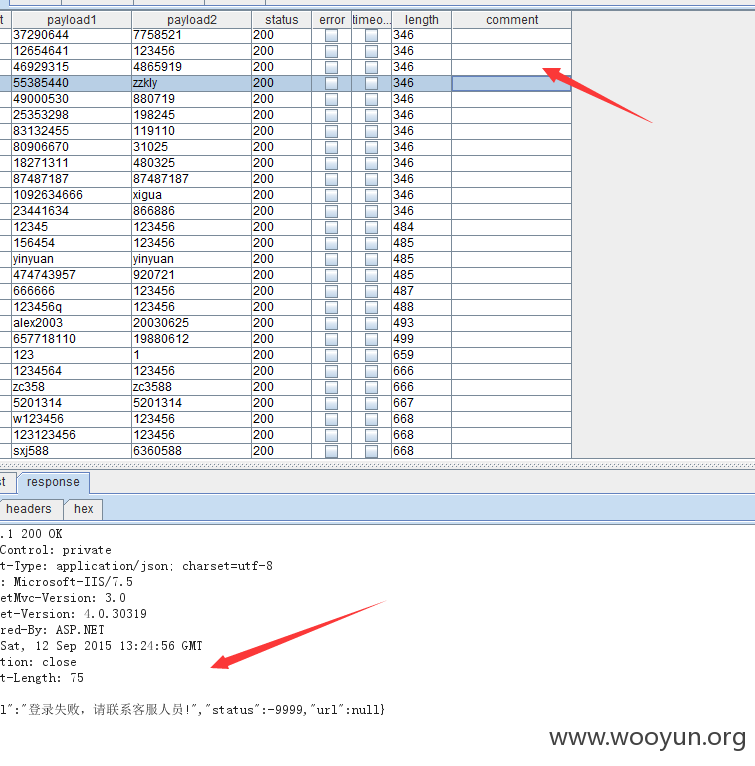 t payload1 payload2 status error timeo... length comment
37290644 7758521 200 346
12654641 123456 200 346
46929315 4865919 200 346
55385440 zzkly 200 346
49000530 880719 200 346
25353298 198245 200 346
83132455 119110 200 346
80906670 31025 200 346
18271311 480325 200 346
87487187 87487187 200 346
1092634666 xigua 200 346
23441634 866886 200 346
12345 123456 200 484
156454 123456 200 485
yinyuan yinyuan 200 485
474743957 920721 200 485
666666 123456 200 487
123456q 123456 200 488
alex2003 20030625 200 493
657718110 19880612 200 499
123 1 200 659
1234564 123456 200 666
zc358 zc3588 200 666
5201314 5201314 200 667
w123456 123456 200 668
123123456 123456 200 668
sxj588 6360588 200 668
st response
headers hex
.1 200 OK
Control: private
t-Type: application/json; charset=utf-8
: Microsoft-IIS/7.5
etMvc-Version: 3.0
et-Version: 4.0.30319
red-By: ASP.NET
Sat, 12 Sep 2015 13:24:56 GMT
tion: close
t-Length: 75
l":"登录失败，请联系客服人员!","status":-9999,"url":null}
www.wooyun.org